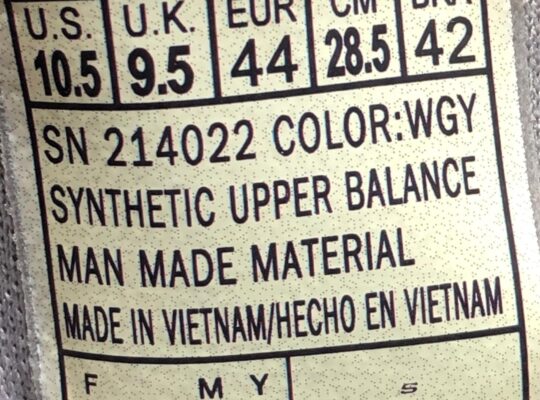 U.S. U.K. EUR CM BRA
10.5 9.5 44 28.5 42
SN 214022 COLOR:WGY
SYNTHETIC UPPER BALANCE
MAN MADE MATERIAL
MADE IN VIETNAM/HECHO EN VIETNAM
F M Y S